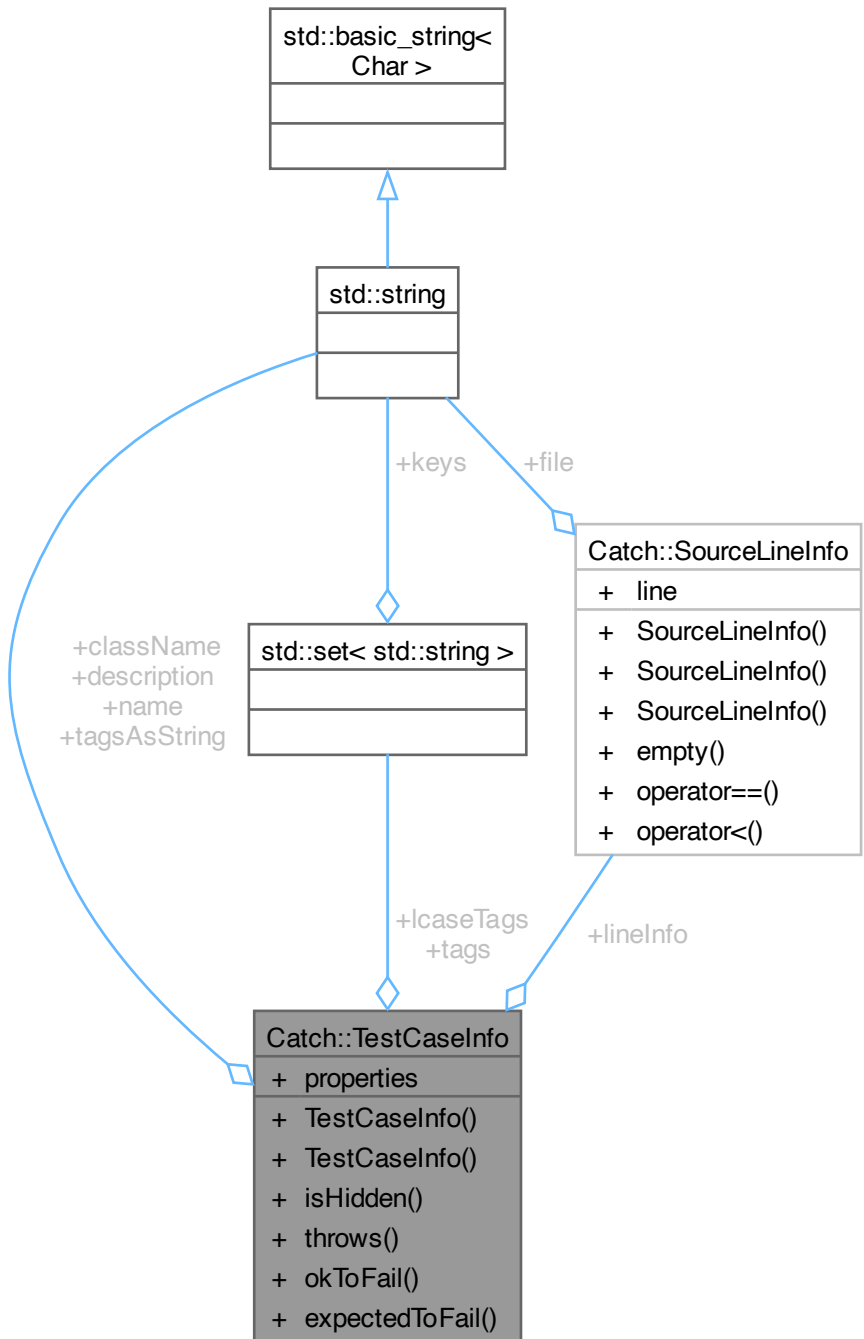 std::basic_string<
Char >
std::string
+keys
+file
Catch::SourceLineInfo
+ line
+ SourceLineInfo()
+ SourceLineInfo()
+ SourceLineInfo()
+ empty()
+ operator==()
+ operator<()
+className
+description
+name
+tagsAsString
std::set< std::string >
+lcaseTags
+tags
+lineInfo
Catch::TestCaseInfo
+ properties
+ TestCaseInfo()
+ TestCaseInfo()
+ isHidden()
+ throws()
+ okToFail()
+ expectedToFail()